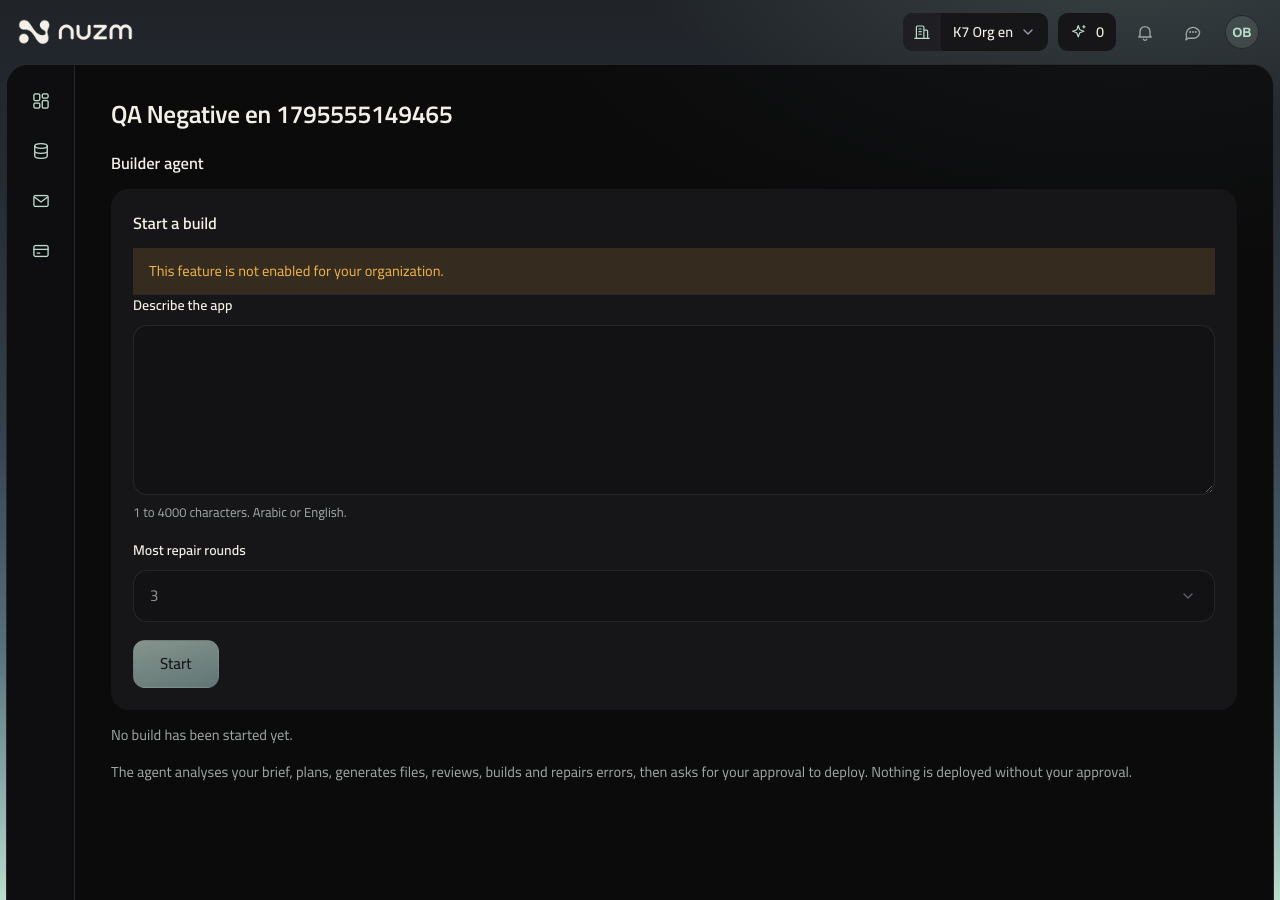 nuzm
K7 Org en
0
OB
QA Negative en 1795555149465
Builder agent
Start a build
This feature is not enabled for your organization.
Describe the app
1 to 4000 characters. Arabic or English.
Most repair rounds
3
Start
No build has been started yet.
The agent analyses your brief, plans, generates files, reviews, builds and repairs errors, then asks for your approval to deploy. Nothing is deployed without your approval.